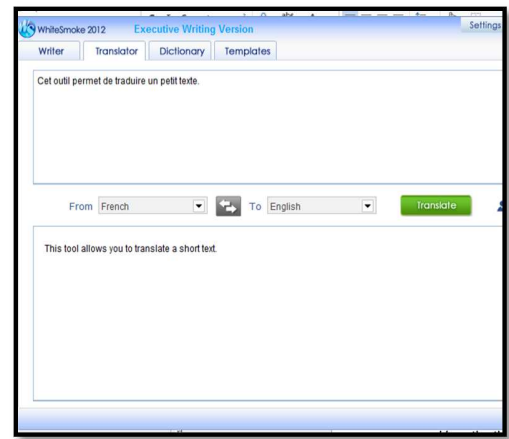 WhiteSmoke 2012 Executive Writing Version Settings
Writer Translator Dictionary Templates
Cet outil permet de traduire un petit texte.
From French To English Translate
This tool allows you to translate a short text.